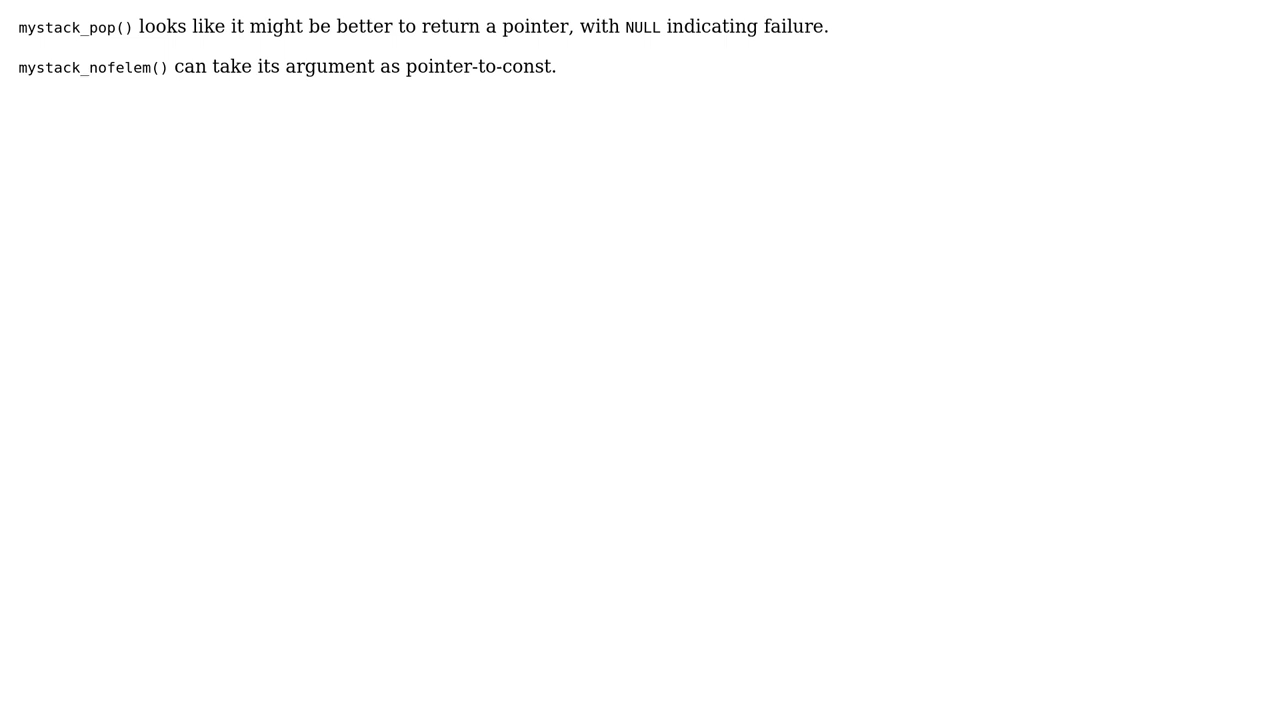 mystack_pop() looks like it might be better to return a pointer, with NULL indicating failure.
mystack_nofelem() can take its argument as pointer-to-const.